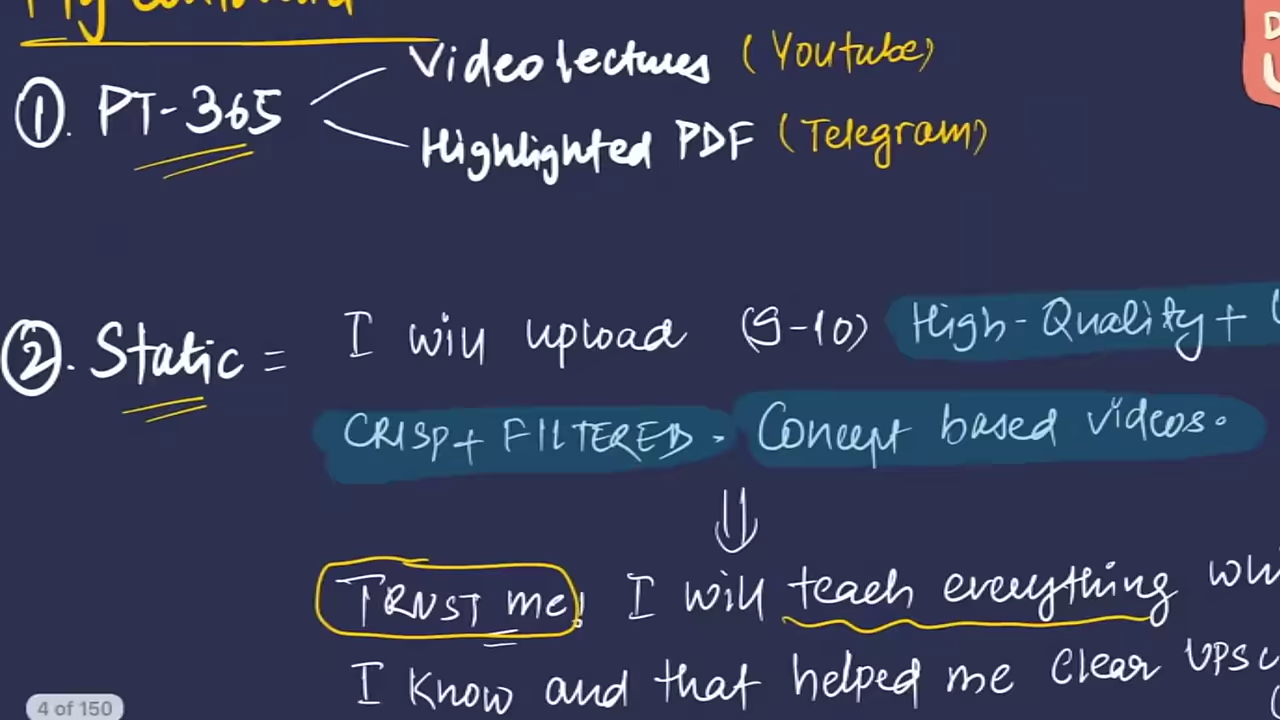 My
① PT-365
Video lectures (Youtube)
Highlighted PDF (Telegram)
② Static = I will upload (9-10) High-Quality +
CRISP + FILTERED. Concept based videos.
⇓
TRUST me! I will teach everything
I know and that helped me clear UPSC
4 of 150